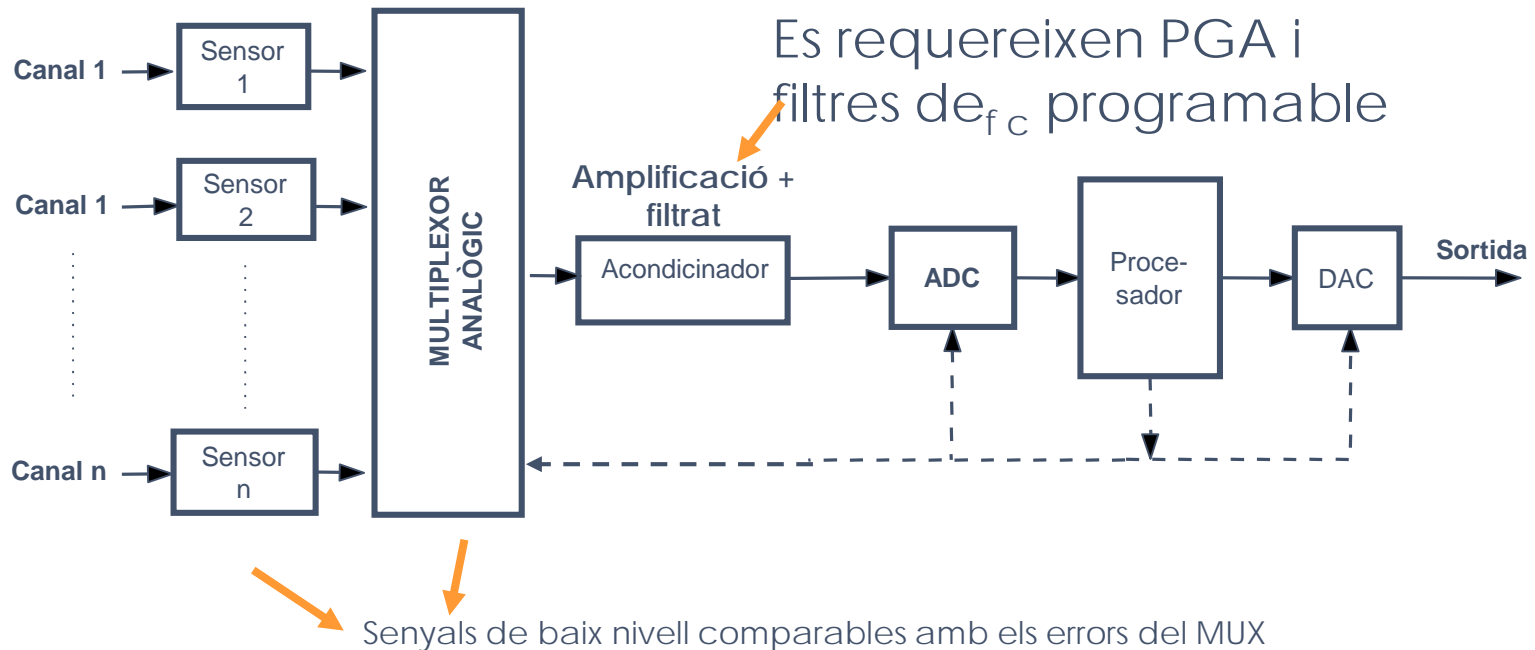 Es requereixen PGA i
filtres de f c programable
Canal 1
Sensor
1
Canal 1
Sensor
2
Canal n
Sensor
n
MULTIPLEXOR
ANALÒGIC
Amplificació +
filtrat
Acondicinador
ADC
Proce-
sador
DAC
Sortida
Senyals de baix nivell comparables amb els errors del MUX